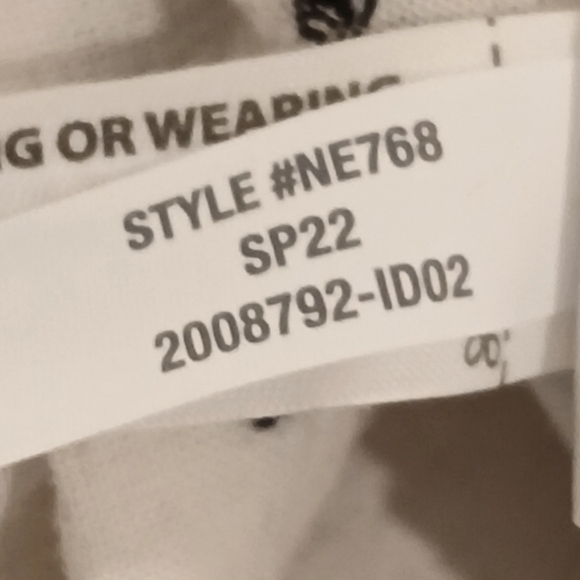 G OR WEARING
STYLE #NE768
SP22
2008792-ID02